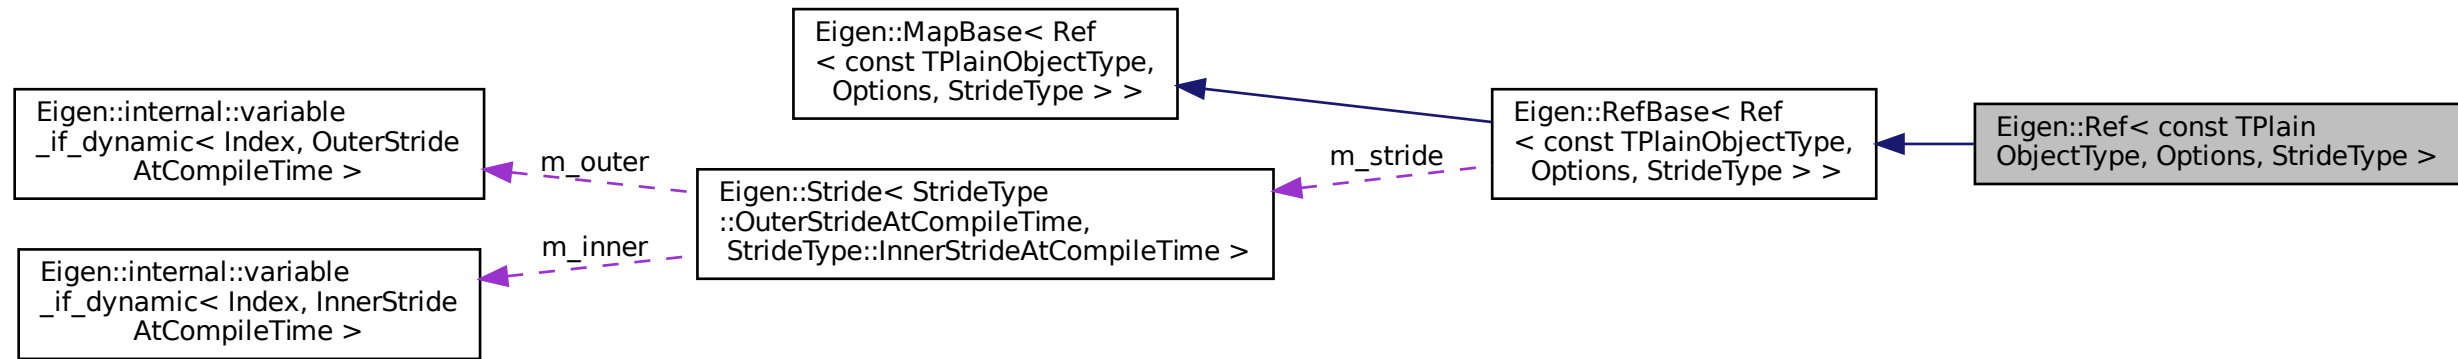 Eigen::MapBase< Ref
< const TPlainObjectType,
Options, StrideType > >
Eigen::internal::variable
_if_dynamic< Index, OuterStride
AtCompileTime >
m_outer
Eigen::internal::variable
_if_dynamic< Index, InnerStride
AtCompileTime >
m_inner
Eigen::Stride< StrideType
::OuterStrideAtCompileTime,
StrideType::InnerStrideAtCompileTime >
m_stride
Eigen::RefBase< Ref
< const TPlainObjectType,
Options, StrideType > >
Eigen::Ref< const TPlain
ObjectType, Options, StrideType >